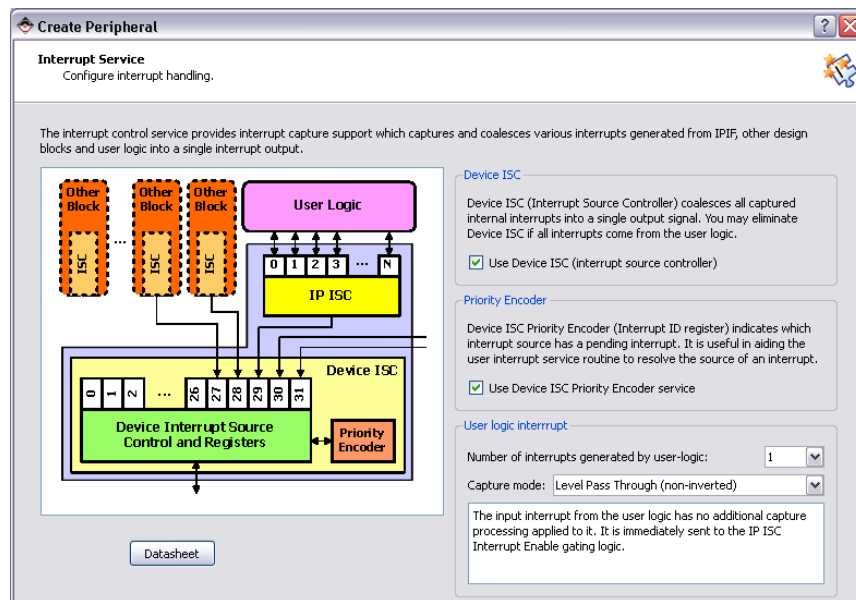 Create Peripheral
?
Interrupt Service
Configure interrupt handling.
The interrupt control service provides interrupt capture support which captures and coalesces various interrupts generated from IPIF, other design
blocks and user logic into a single interrupt output.
Other
Block
ISC
...
Other
Block
ISC
Other
Block
ISC
User Logic
0 1 2 3 ... N
IP ISC
Device ISC
0 1 2 ... 26 27 28 29 30 31
Device Interrupt Source
Control and Registers
Priority
Encoder
Datasheet
Device ISC
Device ISC (Interrupt Source Controller) coalesces all captured
internal interrupts into a single output signal. You may eliminate
Device ISC if all interrupts come from the user logic.
Use Device ISC (interrupt source controller)
Priority Encoder
Device ISC Priority Encoder (Interrupt ID register) indicates which
interrupt source has a pending interrupt. It is useful in aiding the
user interrupt service routine to resolve the source of an interrupt.
Use Device ISC Priority Encoder service
User logic interrrupt
Number of interrupts generated by user-logic: 1
Capture mode: Level Pass Through (non-inverted)
The input interrupt from the user logic has no additional capture
processing applied to it. It is immediately sent to the IP ISC
Interrupt Enable gating logic.